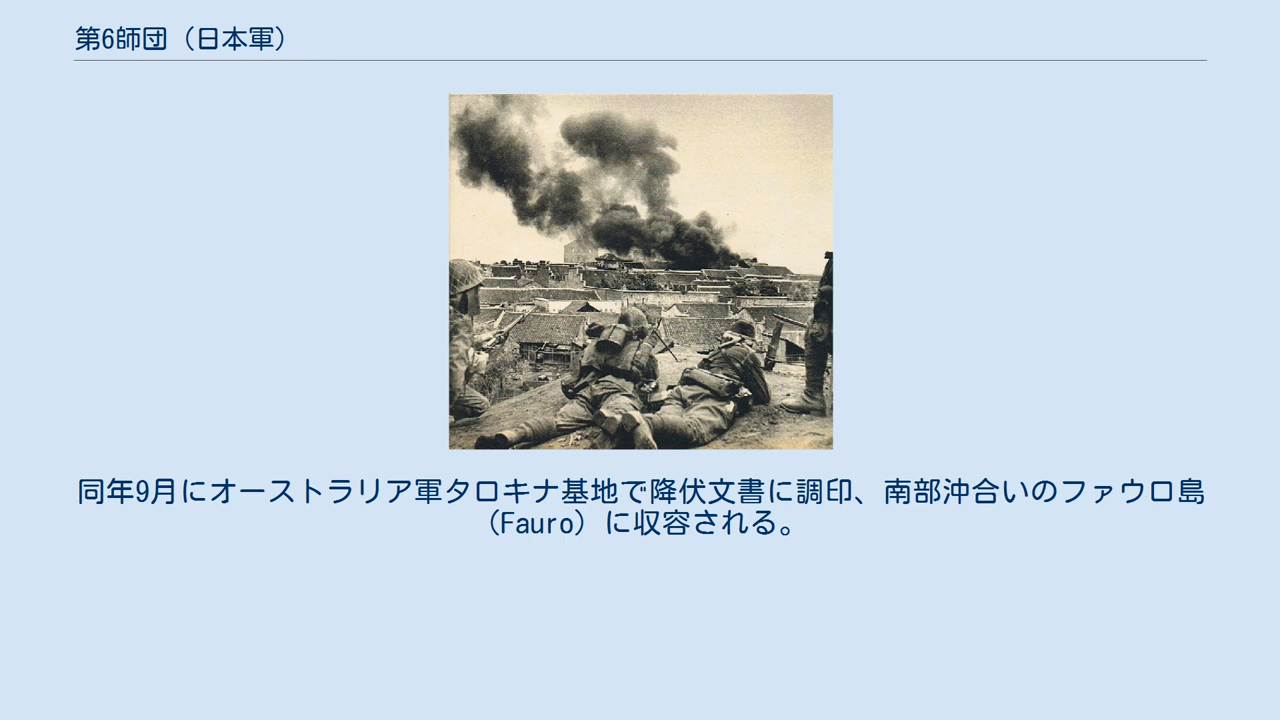 第6師団（日本軍）
同年9月にオーストラリア軍タロキナ基地で降伏文書に調印、南部沖合いのファウロ島
（Fauro）に収容される。